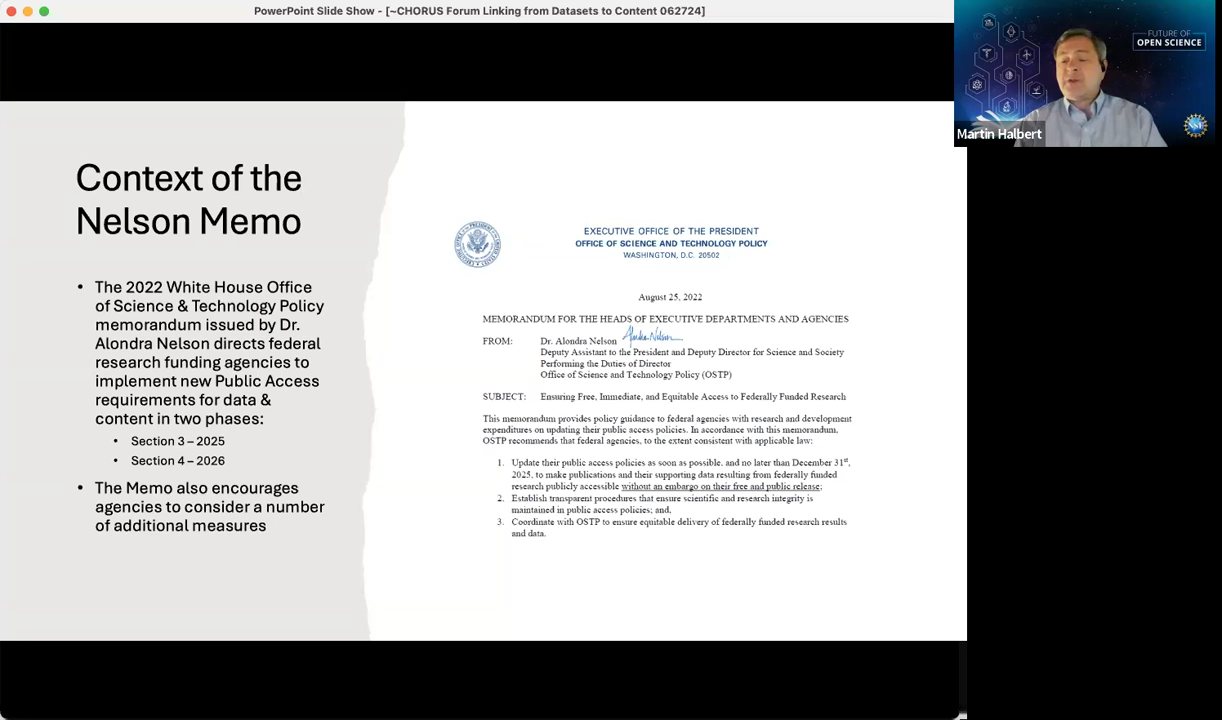 PowerPoint Slide Show - [~CHORUS Forum Linking from Datasets to Content 062724]
FUTURE OF
OPEN SCIENCE
NSF
Martin Halbert
Context of the
Nelson Memo
• The 2022 White House Office
of Science & Technology Policy
memorandum issued by Dr.
Alondra Nelson directs federal
research funding agencies to
implement new Public Access
requirements for data &
content in two phases:
• Section 3 – 2025
• Section 4 – 2026
• The Memo also encourages
agencies to consider a number
of additional measures
EXECUTIVE OFFICE OF THE PRESIDENT
OFFICE OF SCIENCE AND TECHNOLOGY POLICY
WASHINGTON, D.C. 20502
August 25, 2022
MEMORANDUM FOR THE HEADS OF EXECUTIVE DEPARTMENTS AND AGENCIES
FROM: Dr. Alondra Nelson Alondra Nelson
Deputy Assistant to the President and Deputy Director for Science and Society
Performing the Duties of Director
Office of Science and Technology Policy (OSTP)
SUBJECT: Ensuring Free, Immediate, and Equitable Access to Federally Funded Research
This memorandum provides policy guidance to federal agencies with research and development
expenditures on updating their public access policies. In accordance with this memorandum,
OSTP recommends that federal agencies, to the extent consistent with applicable law:
1. Update their public access policies as soon as possible, and no later than December 31st,
2025, to make publications and their supporting data resulting from federally funded
research publicly accessible without an embargo on their free and public release;
2. Establish transparent procedures that ensure scientific and research integrity is
maintained in public access policies; and,
3. Coordinate with OSTP to ensure equitable delivery of federally funded research results
and data.